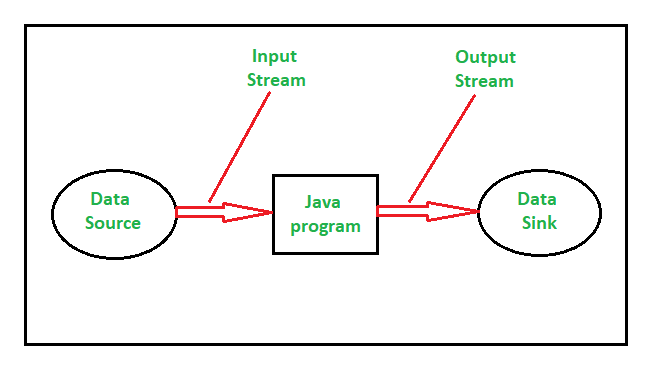 Input
Stream
Output
Stream
Data
Source
Java
program
Data
Sink